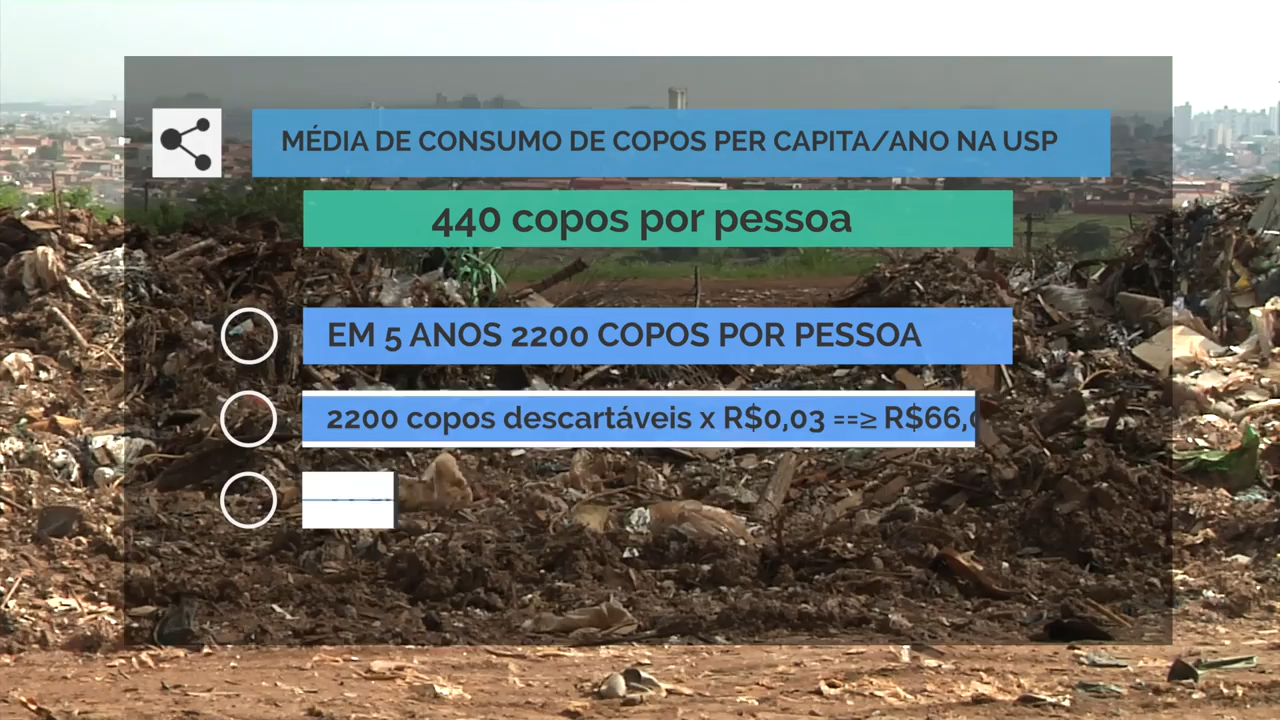 MÉDIA DE CONSUMO DE COPOS PER CAPITA/ANO NA USP
440 copos por pessoa
EM 5 ANOS 2200 COPOS POR PESSOA
2200 copos descartáveis x R$0,03 ==≥ R$66,